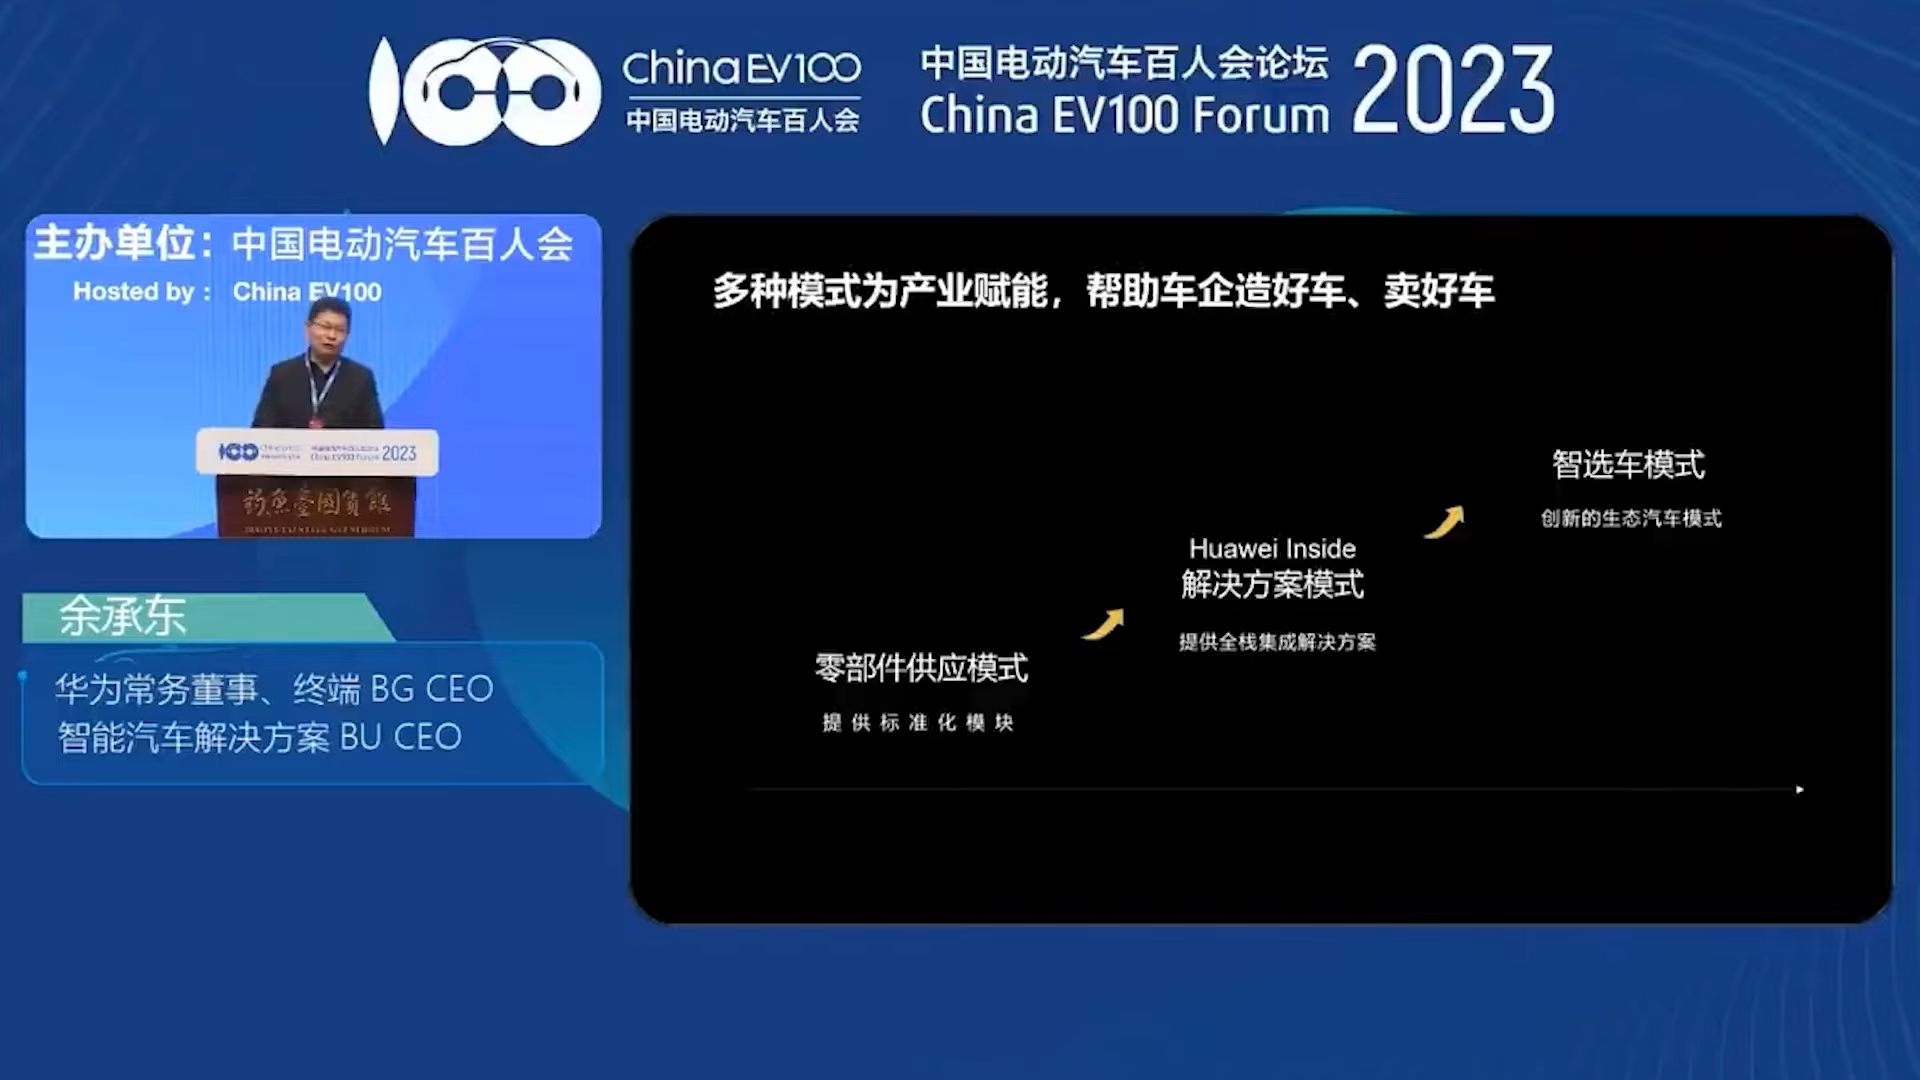 China EV100
中国电动汽车百人会
中国电动汽车百人会论坛
China EV100 Forum 2023
主办单位：中国电动汽车百人会
Hosted by： China EV100
2023
China EV100 Forum
余承东
华为常务董事、终端 BG CEO
智能汽车解决方案 BU CEO
多种模式为产业赋能，帮助车企造好车、卖好车
智选车模式
创新的生态汽车模式
Huawei Inside
解决方案模式
提供全栈集成解决方案
零部件供应模式
提供标准化模块